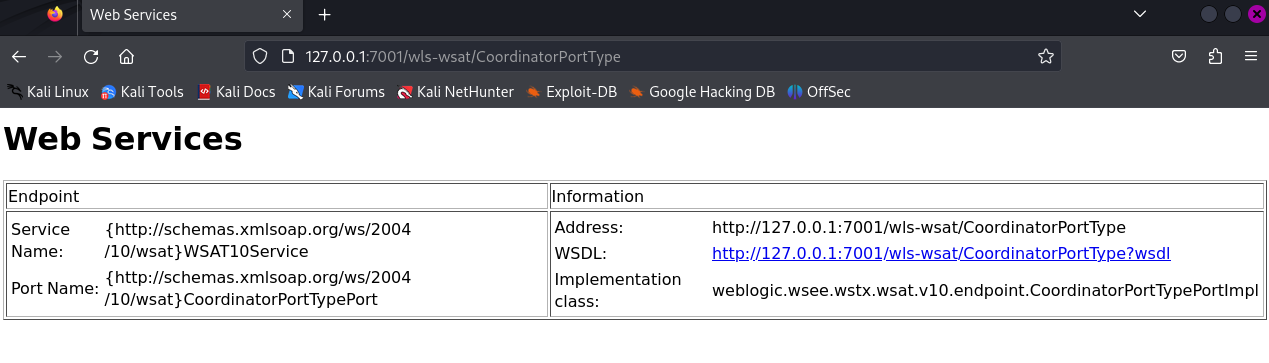 Web Services
127.0.0.1:7001/wls-wsat/CoordinatorPortType
Kali Linux Kali Tools Kali Docs Kali Forums Kali NetHunter Exploit-DB Google Hacking DB OffSec
Web Services
Endpoint
Information
Service Name:
{http://schemas.xmlsoap.org/ws/2004
/10/wsat}WSAT10Service
Port Name:
{http://schemas.xmlsoap.org/ws/2004
/10/wsat}CoordinatorPortTypePort
Address: http://127.0.0.1:7001/wls-wsat/CoordinatorPortType
WSDL: http://127.0.0.1:7001/wls-wsat/CoordinatorPortType?wsdl
Implementation
class:
weblogic.wsee.wstx.wsat.v10.endpoint.CoordinatorPortTypePortImpl